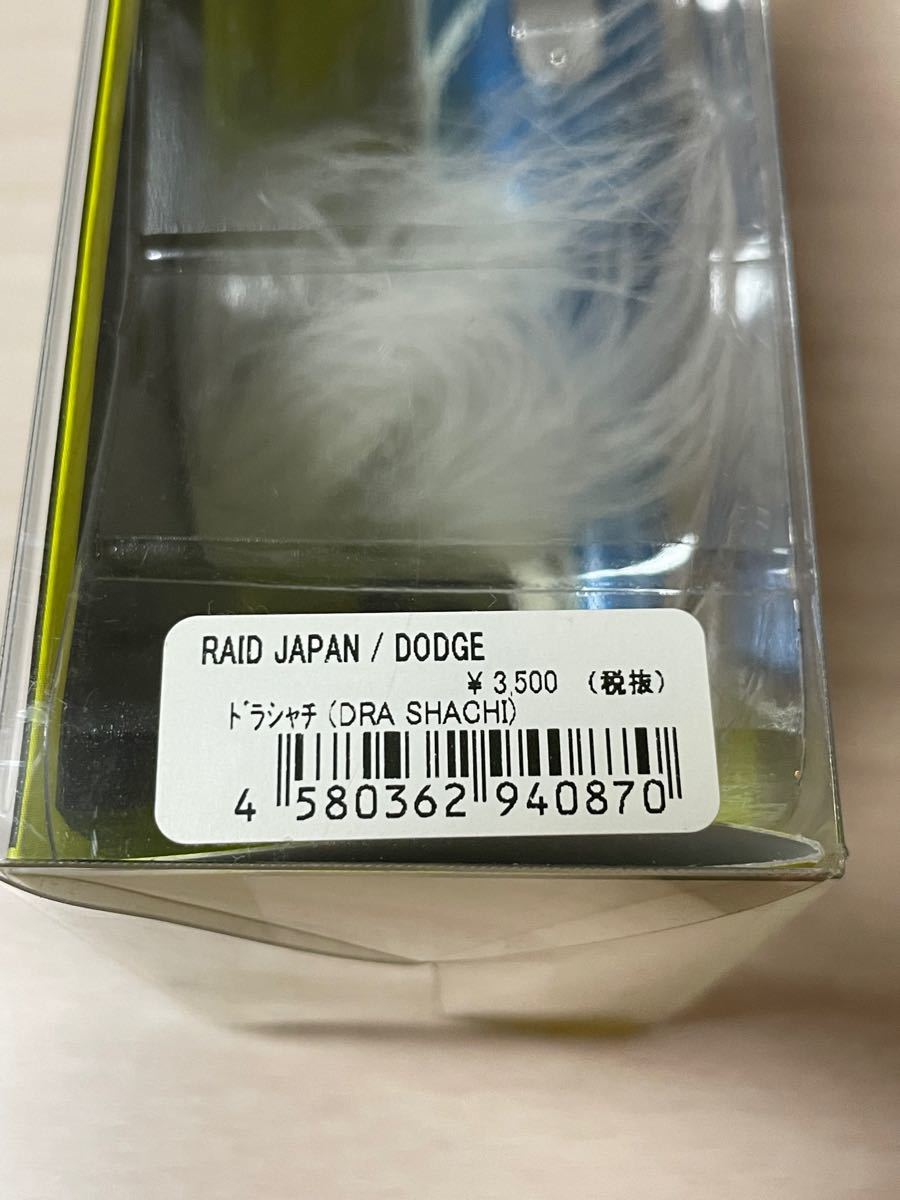 RAID JAPAN / DODGE
¥ 3,500 (税抜)
ﾄﾞﾗｼｬﾁ (DRA SHACHI)
4 580362 940870